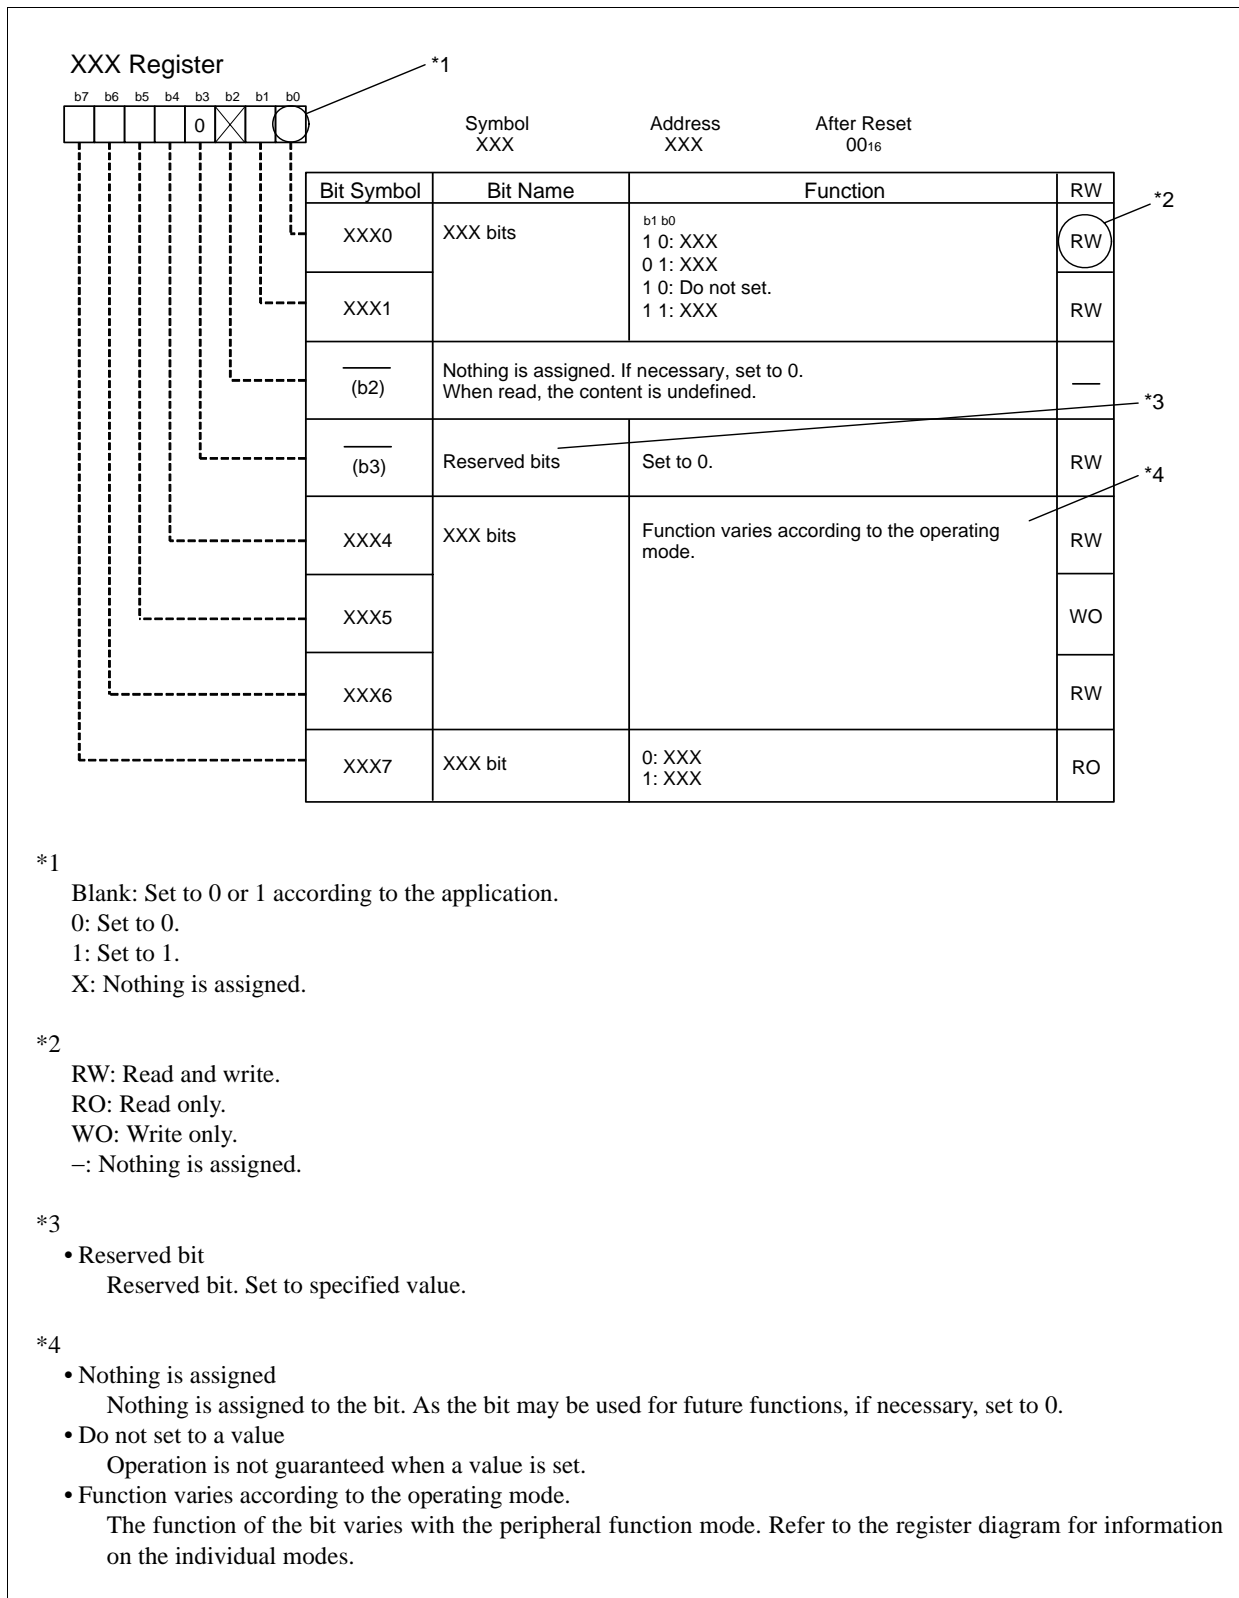 XXX Register
*1
b7 b6 b5 b4 b3 b2 b1 b0
0
Symbol Address After Reset
XXX XXX 0016
Bit Symbol Bit Name Function RW
*2
XXX0 XXX bits
b1 b0
1 0: XXX
0 1: XXX
1 0: Do not set.
1 1: XXX
RW
XXX1
RW
(b2)
Nothing is assigned. If necessary, set to 0.
When read, the content is undefined.
—
*3
(b3) Reserved bits Set to 0. RW
*4
XXX4 XXX bits
Function varies according to the operating
mode.
RW
XXX5 WO
XXX6 RW
XXX7 XXX bit
0: XXX
1: XXX
RO
*1
Blank: Set to 0 or 1 according to the application.
0: Set to 0.
1: Set to 1.
X: Nothing is assigned.
*2
RW: Read and write.
RO: Read only.
WO: Write only.
–: Nothing is assigned.
*3
• Reserved bit
Reserved bit. Set to specified value.
*4
• Nothing is assigned
Nothing is assigned to the bit. As the bit may be used for future functions, if necessary, set to 0.
• Do not set to a value
Operation is not guaranteed when a value is set.
• Function varies according to the operating mode.
The function of the bit varies with the peripheral function mode. Refer to the register diagram for information
on the individual modes.